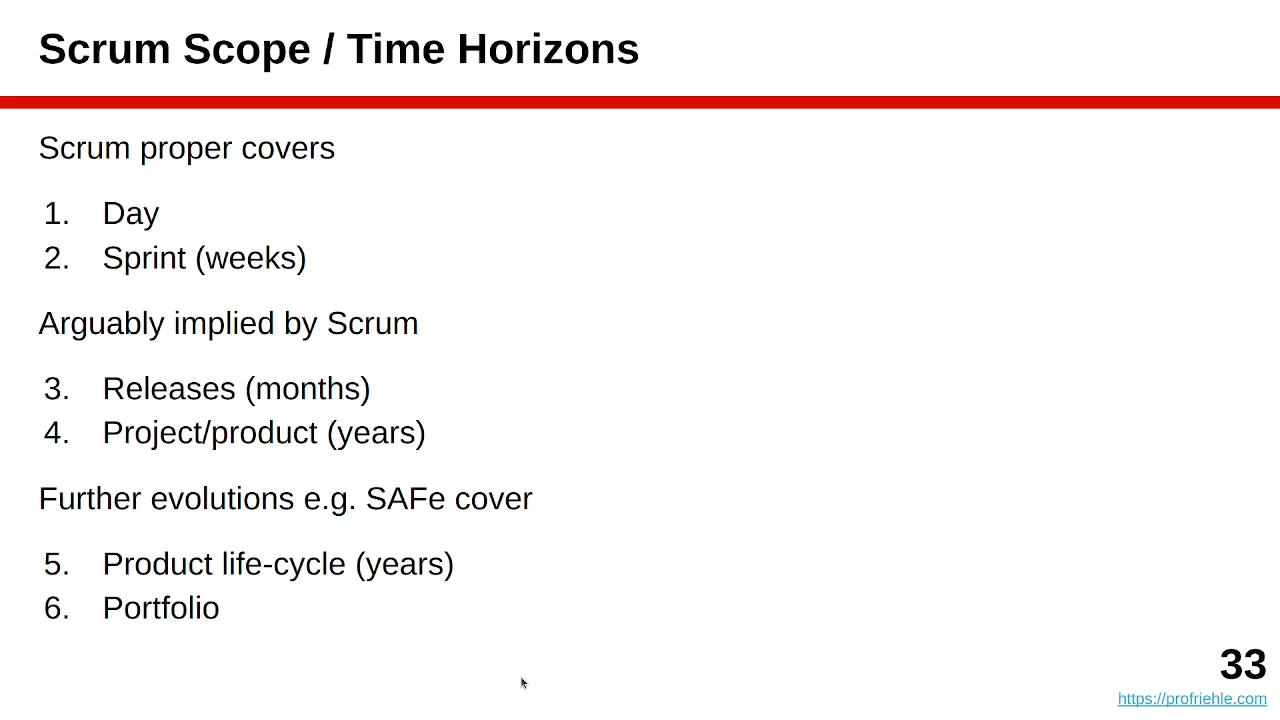 Scrum Scope / Time Horizons
Scrum proper covers
1. Day
2. Sprint (weeks)
Arguably implied by Scrum
3. Releases (months)
4. Project/product (years)
Further evolutions e.g. SAFe cover
5. Product life-cycle (years)
6. Portfolio
33
https://profriehle.com